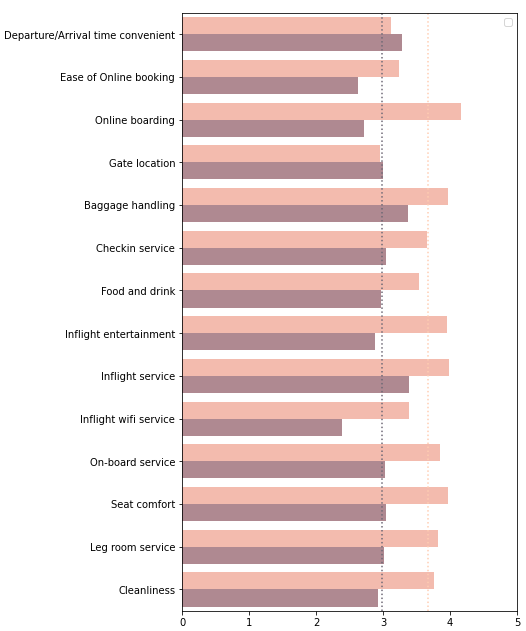 Departure/Arrival time convenient
Ease of Online booking
Online boarding
Gate location
Baggage handling
Checkin service
Food and drink
Inflight entertainment
Inflight service
Inflight wifi service
On-board service
Seat comfort
Leg room service
Cleanliness
0 1 2 3 4 5